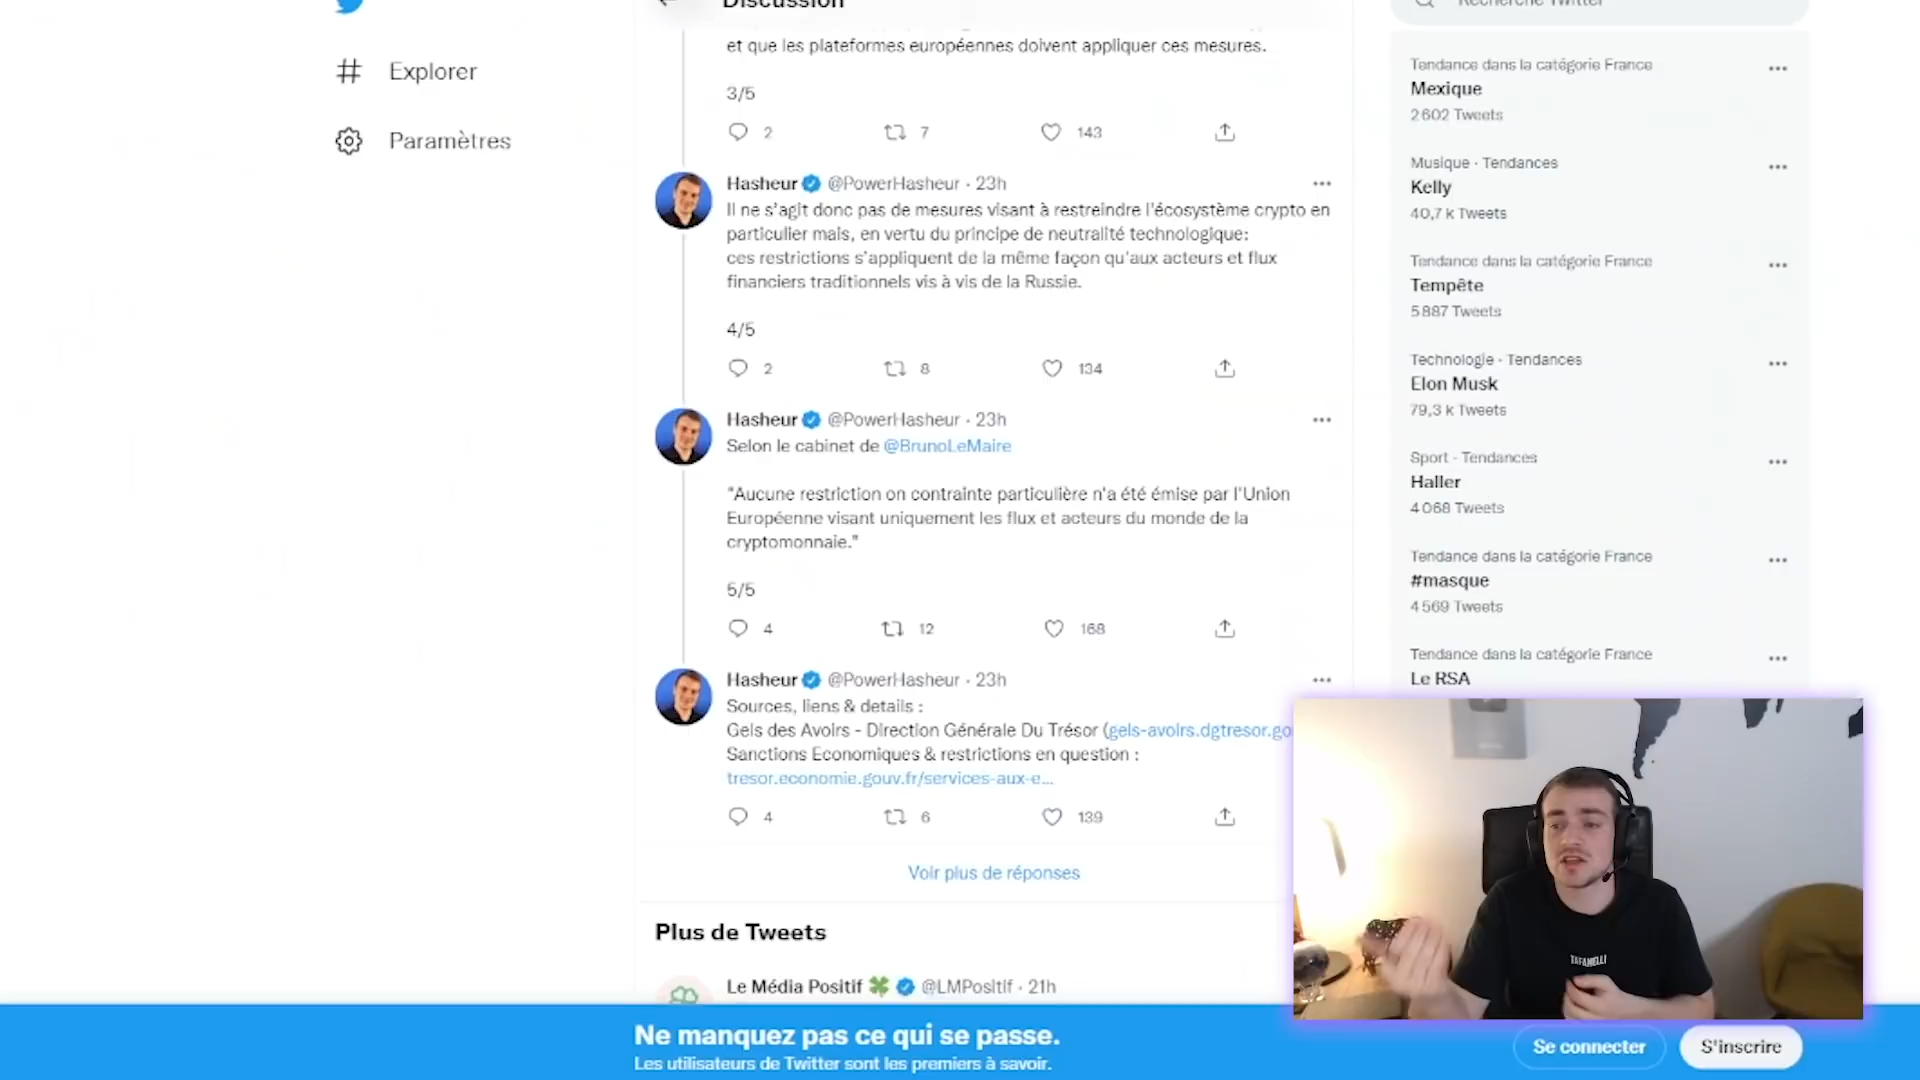 Discussion
Recherche Twitter
Explorer
Paramètres
et que les plateformes européennes doivent appliquer ces mesures.
3/5
2 7 143
Hasheur @PowerHasheur · 23h
Il ne s'agit donc pas de mesures visant à restreindre l'écosystème crypto en
particulier mais, en vertu du principe de neutralité technologique:
ces restrictions s'appliquent de la même façon qu'aux acteurs et flux
financiers traditionnels vis à vis de la Russie.
4/5
2 8 134
Hasheur @PowerHasheur · 23h
Selon le cabinet de @BrunoLeMaire
"Aucune restriction on contrainte particulière n'a été émise par l'Union
Européenne visant uniquement les flux et acteurs du monde de la
cryptomonnaie."
5/5
4 12 168
Hasheur @PowerHasheur · 23h
Sources, liens & details :
Gels des Avoirs - Direction Générale Du Trésor (gels-avoirs.dgtresor.go
Sanctions Economiques & restrictions en question :
tresor.economie.gouv.fr/services-aux-e...
4 6 139
Voir plus de réponses
Plus de Tweets
Le Média Positif @LMPositif · 21h
Tendance dans la catégorie France
Mexique
2 602 Tweets
Musique · Tendances
Kelly
40,7 k Tweets
Tendance dans la catégorie France
Tempête
5 887 Tweets
Technologie · Tendances
Elon Musk
79,3 k Tweets
Sport · Tendances
Haller
4 068 Tweets
Tendance dans la catégorie France
#masque
4 569 Tweets
Tendance dans la catégorie France
Le RSA
TAFANELLI
Ne manquez pas ce qui se passe.
Les utilisateurs de Twitter sont les premiers à savoir.
Se connecter
S'inscrire